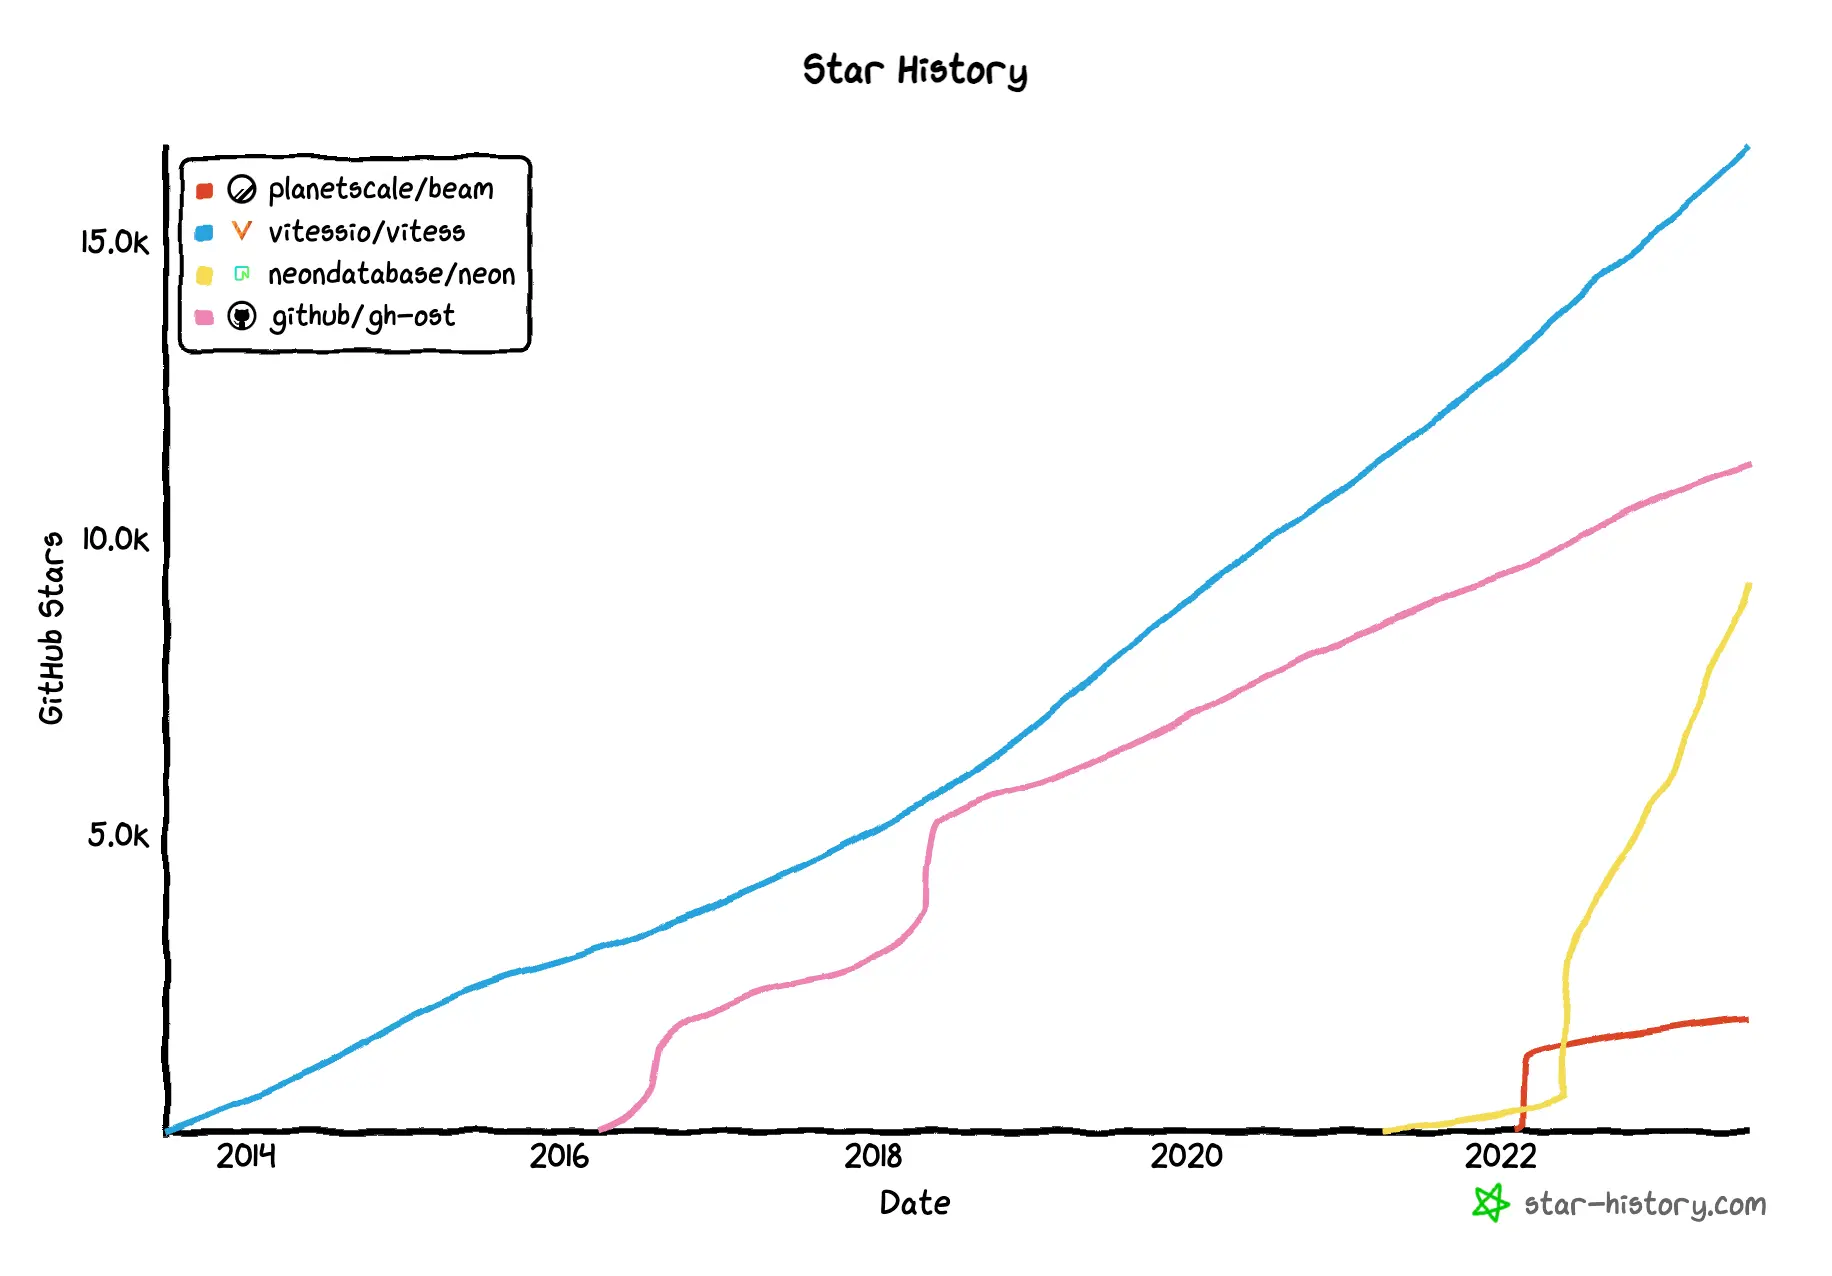 Star History
planetscale/beam
vitessio/vitess
neondatabase/neon
github/gh-ost
15.0k
10.0k
5.0k
GitHub Stars
2014 2016 2018 2020 2022
Date
star-history.com